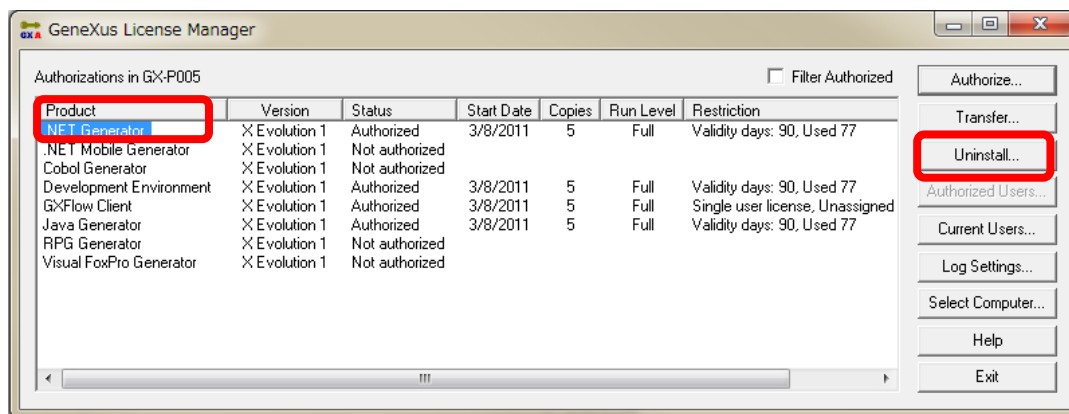 GXA GeneXus License Manager
Authorizations in GX-P005
Filter Authorized
Product Version Status Start Date Copies Run Level Restriction
.NET Generator X Evolution 1 Authorized 3/8/2011 5 Full Validity days: 90, Used 77
.NET Mobile Generator X Evolution 1 Not authorized
Cobol Generator X Evolution 1 Not authorized
Development Environment X Evolution 1 Authorized 3/8/2011 5 Full Validity days: 90, Used 77
GXFlow Client X Evolution 1 Authorized 3/8/2011 5 Full Single user license, Unassigned
Java Generator X Evolution 1 Authorized 3/8/2011 5 Full Validity days: 90, Used 77
RPG Generator X Evolution 1 Not authorized
Visual FoxPro Generator X Evolution 1 Not authorized
Authorize...
Transfer...
Uninstall...
Authorized Users...
Current Users...
Log Settings...
Select Computer...
Help
Exit